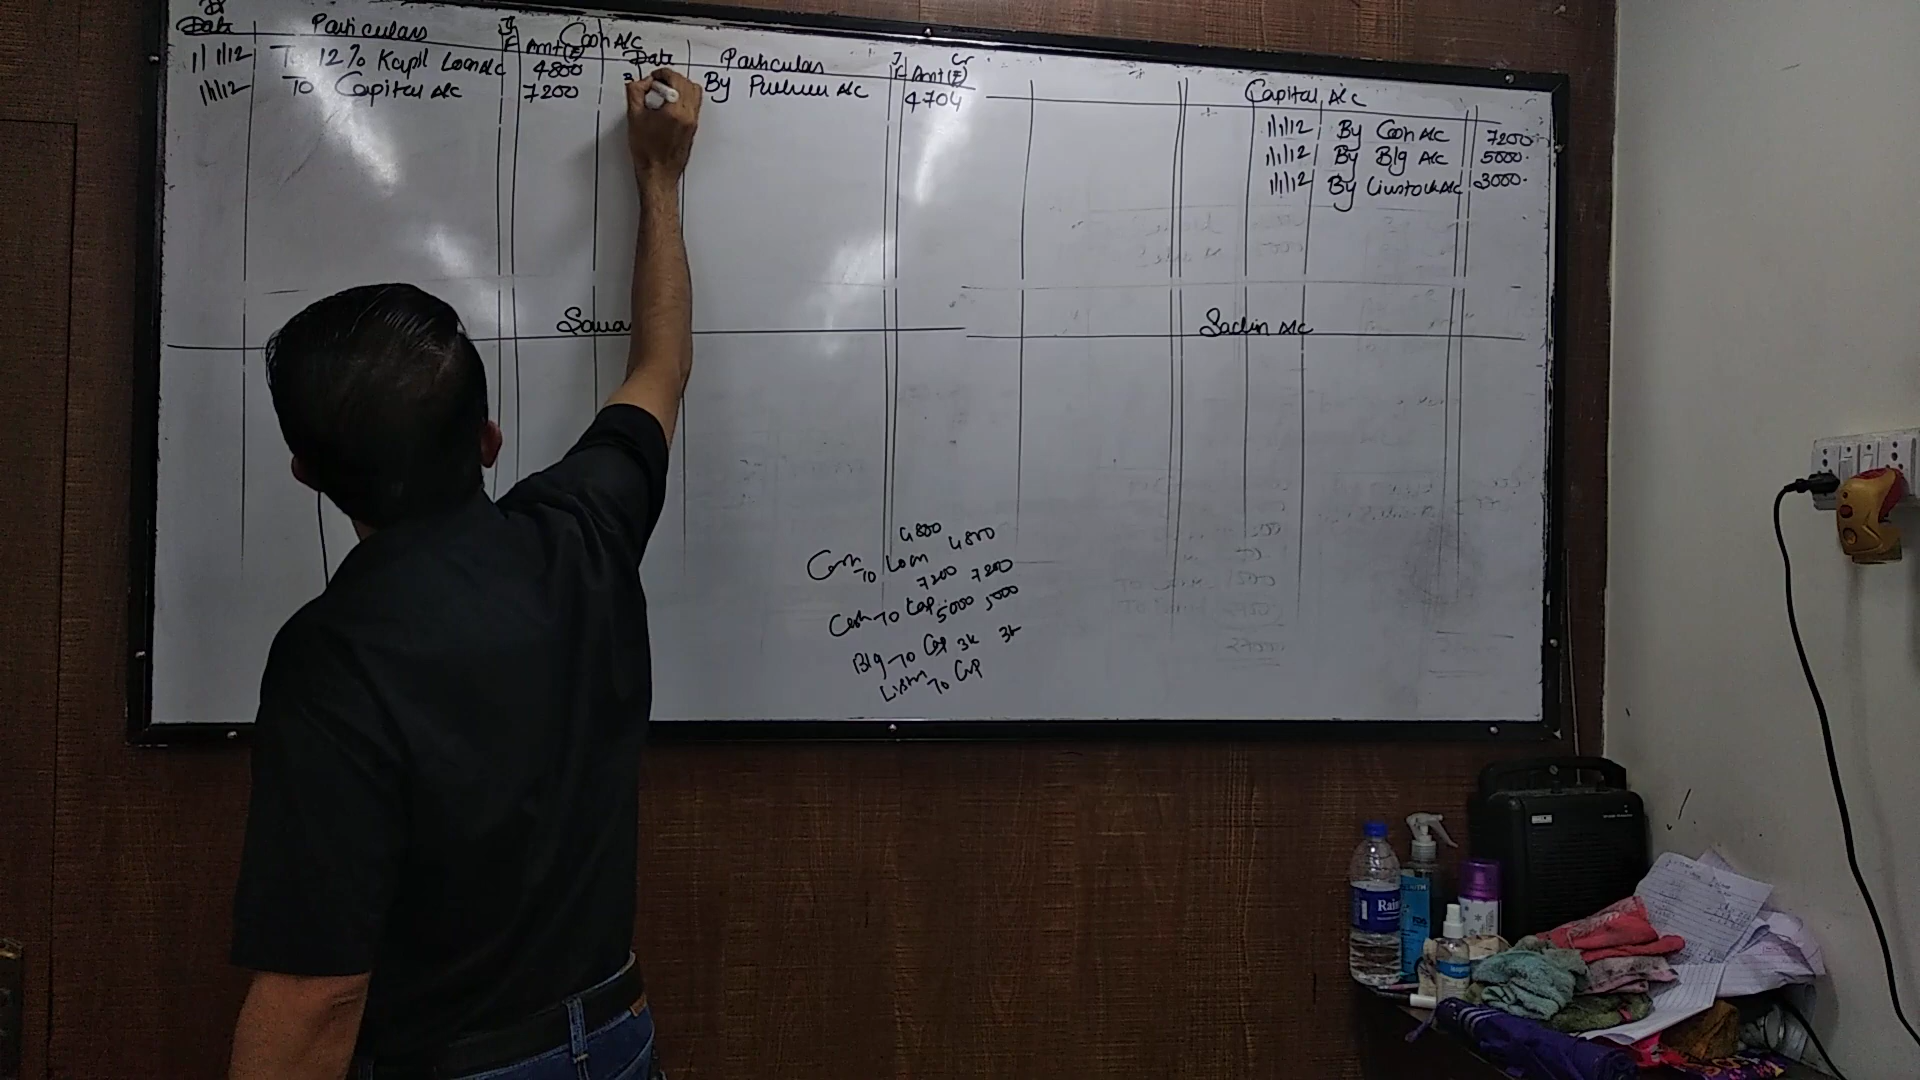 Dr
Cash A/c
Cr
Date Particulars J F Amt(₹) Date Particulars J F Amt(₹)
1/1/12 To 12% Kapil Loan A/c 4800 By Purchase A/c 4704
1/1/12 To Capital A/c 7200
Capital A/c
1/1/12 By Cash A/c 7200
1/1/12 By Blg A/c 5000
1/1/12 By Livestock A/c 3000
Sachin A/c
4800
Cash 4800
To Loan
7200 7200
Cash To Cap
5000 5000
Blg To Cap 3k 3k
To Cap
Rain